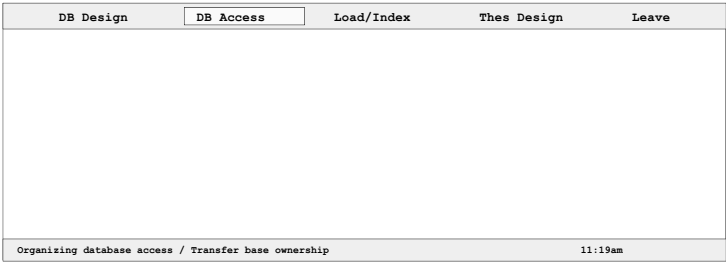 DB Design DB Access Load/Index Thes Design Leave
Organizing database access / Transfer base ownership 11:19am